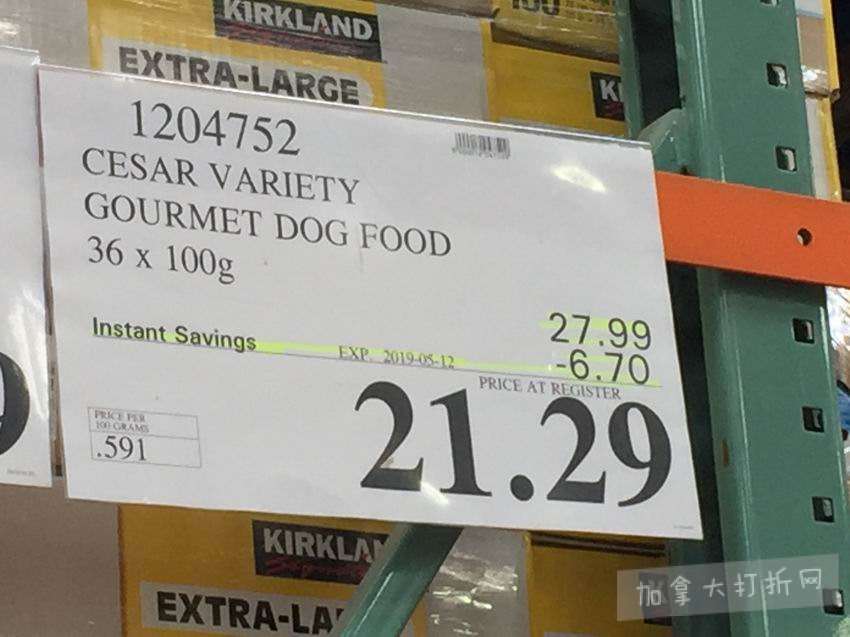 KIRKLAND
EXTRA-LARGE
1204752
CESAR VARIETY
GOURMET DOG FOOD
36 x 100g
Instant Savings
EXP. 2019-05-12
27.99
-6.70
PRICE AT REGISTER
21.29
PRICE PER
100 GRAMS
.591
KIRKLAN
EXTRA-LA
加拿大打折网